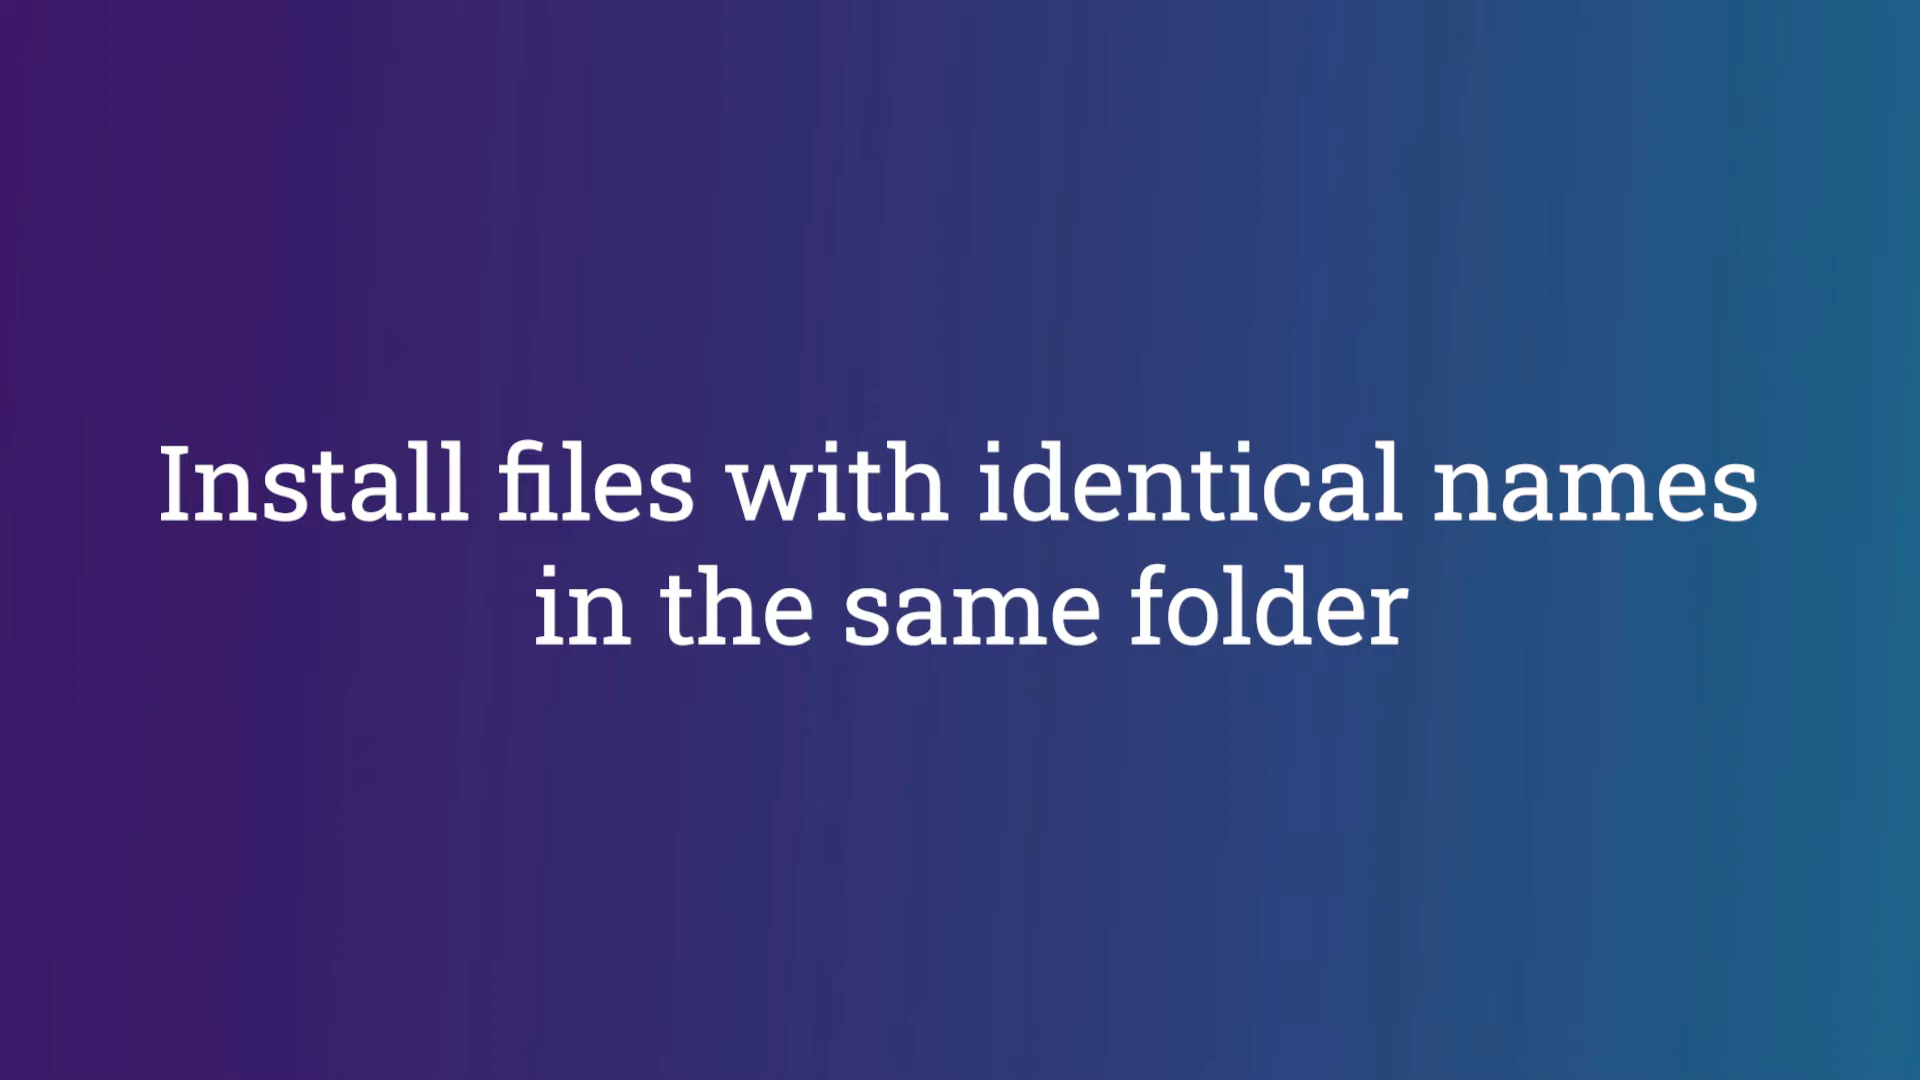 Install files with identical names
in the same folder